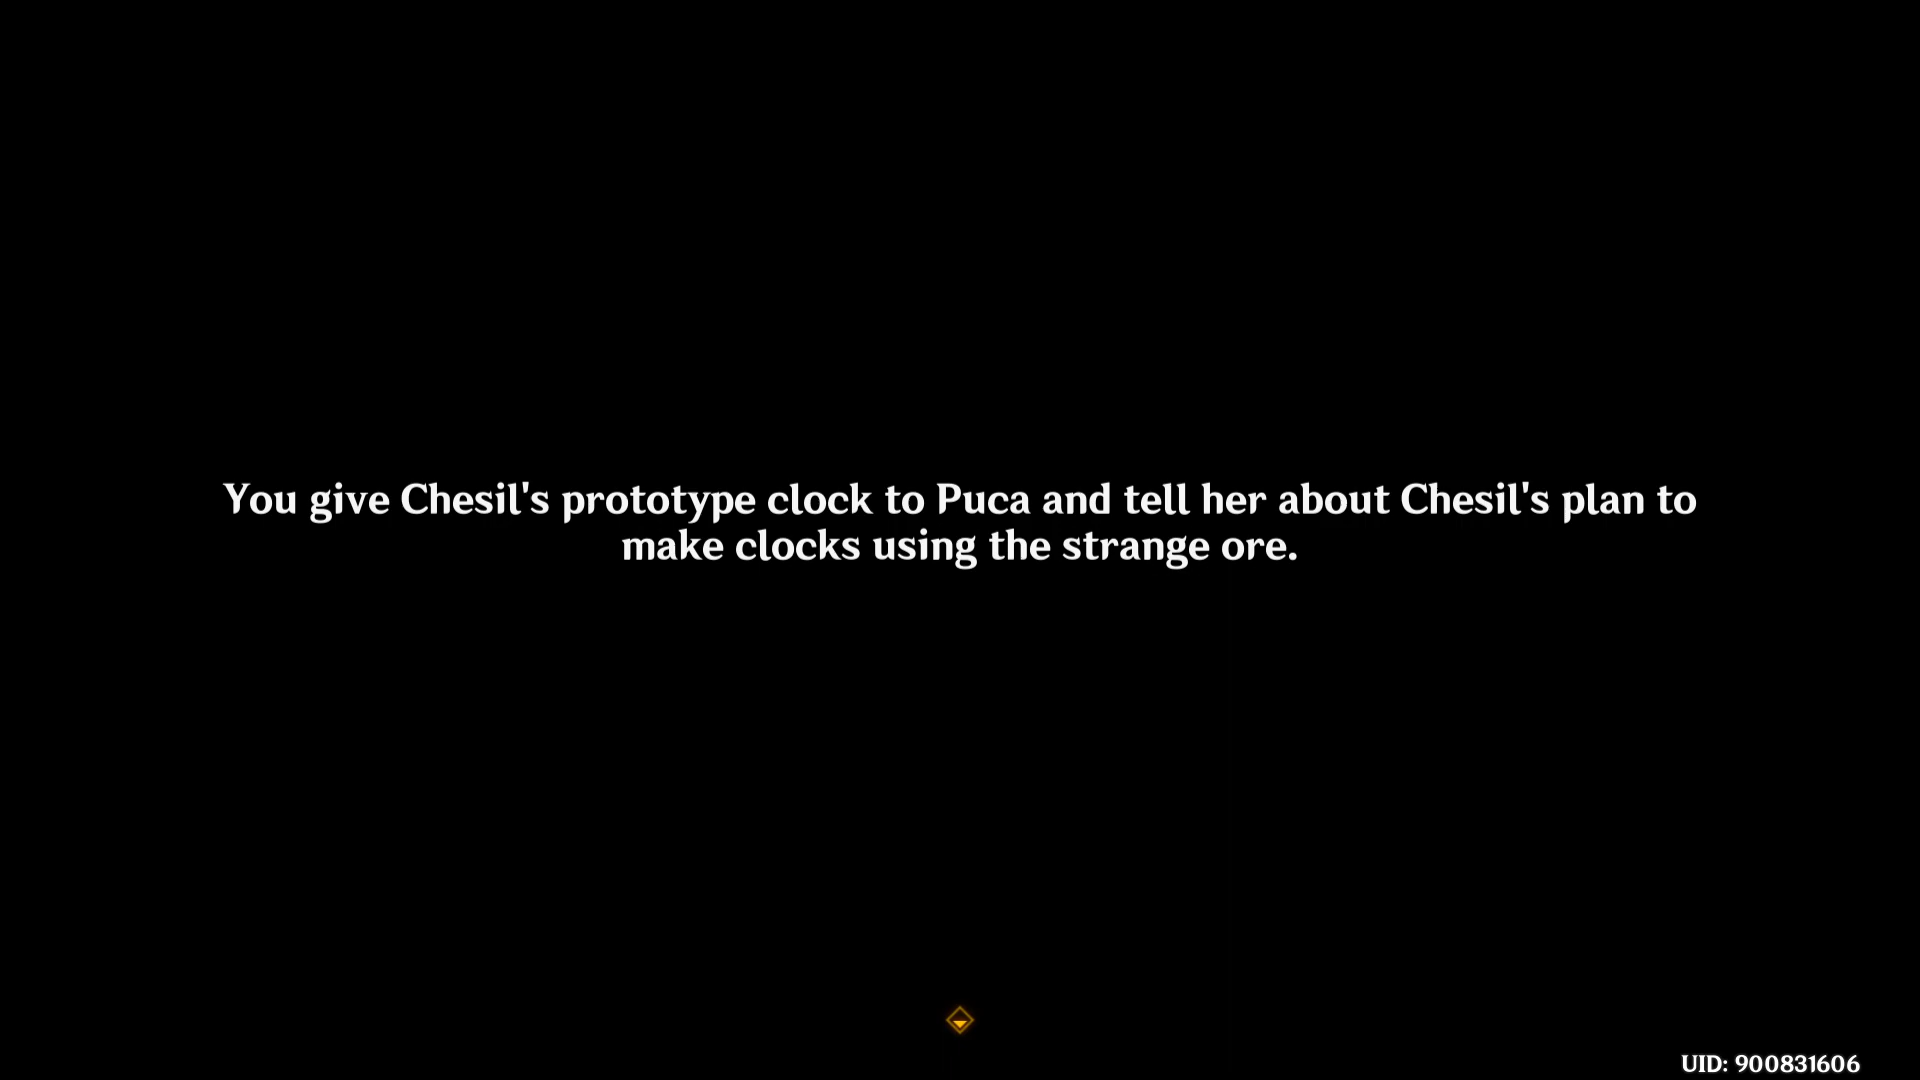 You give Chesil's prototype clock to Puca and tell her about Chesil's plan to
make clocks using the strange ore.
UID: 900831606